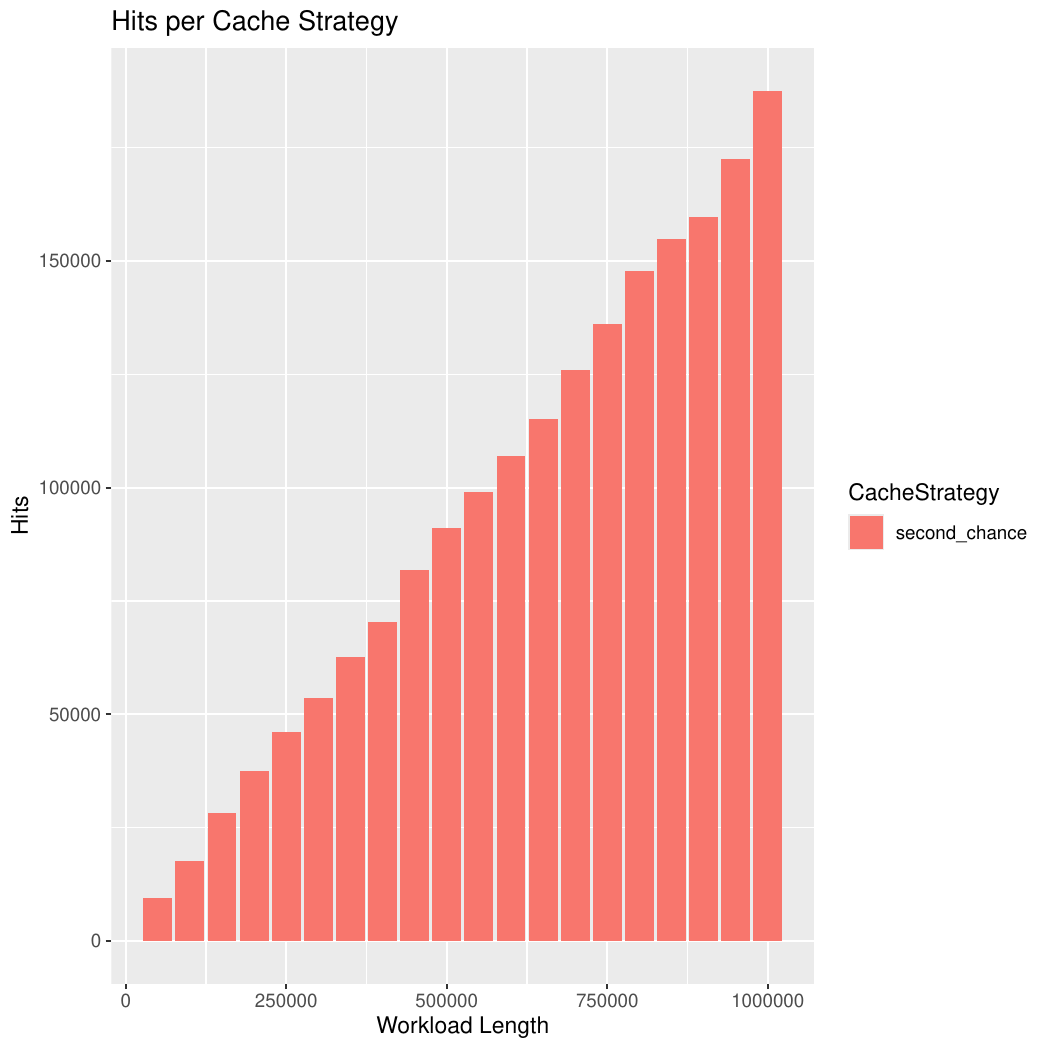 Hits per Cache Strategy
Hits
150000
100000
50000
0
0 250000 500000 750000 1000000
Workload Length
CacheStrategy
second_chance